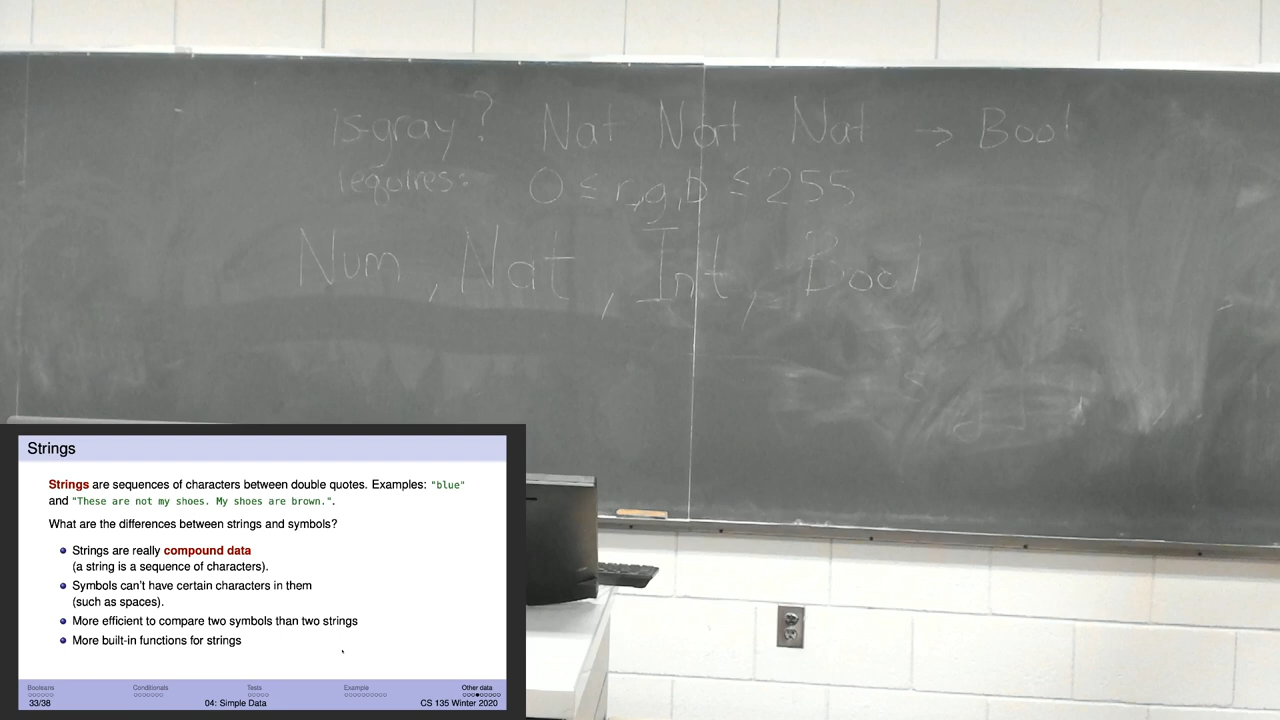 is-gray? Nat Nat Nat → Bool
requires: 0 ≤ r,g,b ≤ 255
Num, Nat, Int, Bool
Strings
Strings are sequences of characters between double quotes. Examples: "blue"
and "These are not my shoes. My shoes are brown.".
What are the differences between strings and symbols?
Strings are really compound data
(a string is a sequence of characters).
Symbols can't have certain characters in them
(such as spaces).
More efficient to compare two symbols than two strings
More built-in functions for strings
Booleans Conditionals Tests Example Other data
33/38 04: Simple Data CS 135 Winter 2020